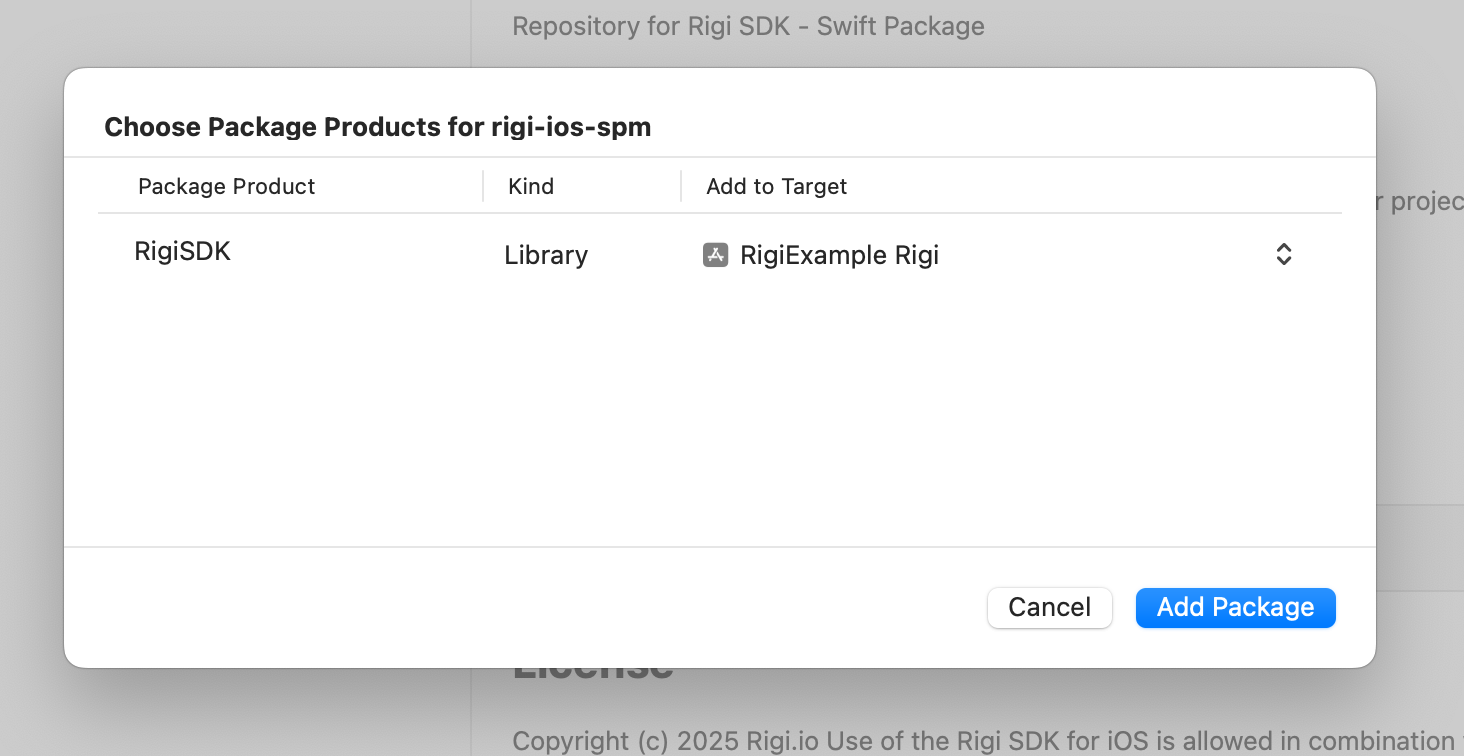 Repository for Rigi SDK - Swift Package
Choose Package Products for rigi-ios-spm
Package Product Kind Add to Target
r projec
RigiSDK Library RigiExample Rigi
Cancel Add Package
License
Copyright (c) 2025 Rigi.io Use of the Rigi SDK for iOS is allowed in combination